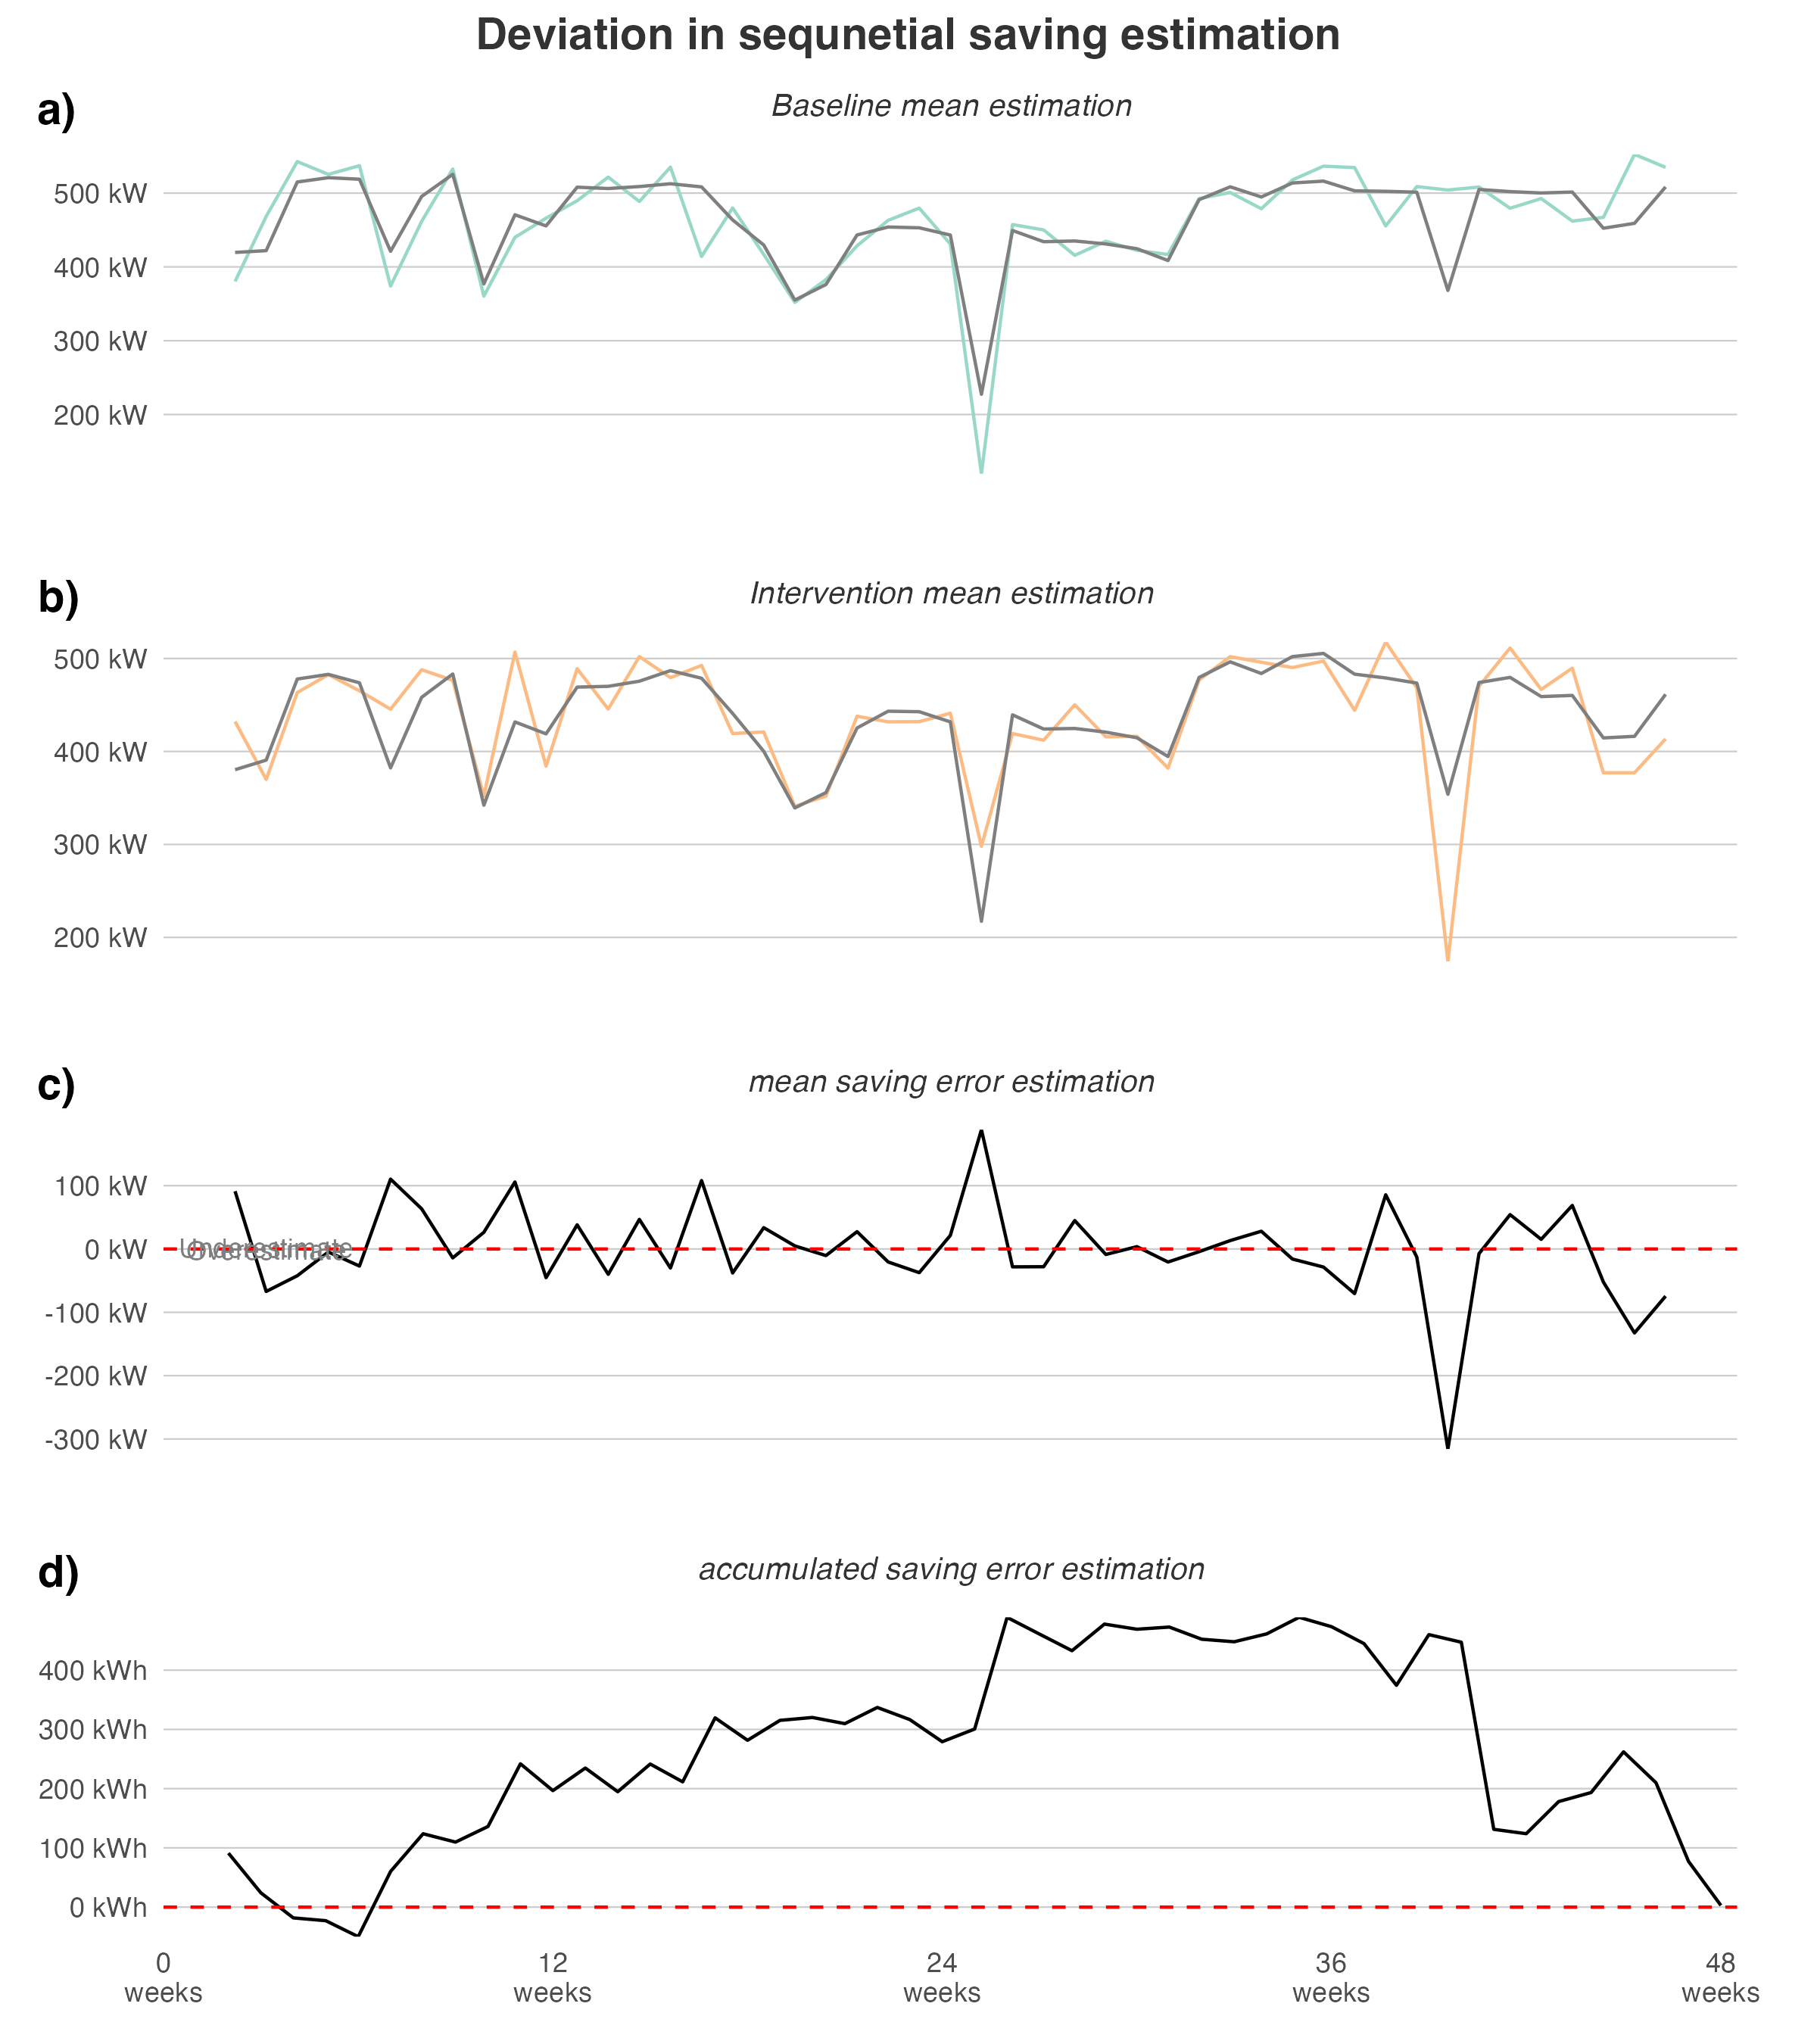 Deviation in sequnetial saving estimation
a)
Baseline mean estimation
500 kW
400 kW
300 kW
200 kW
b)
Intervention mean estimation
500 kW
400 kW
300 kW
200 kW
c)
mean saving error estimation
100 kW
0 kW
-100 kW
-200 kW
-300 kW
Underestimate
Overestimate
d)
accumulated saving error estimation
400 kWh
300 kWh
200 kWh
100 kWh
0 kWh
0
weeks
12
weeks
24
weeks
36
weeks
48
weeks